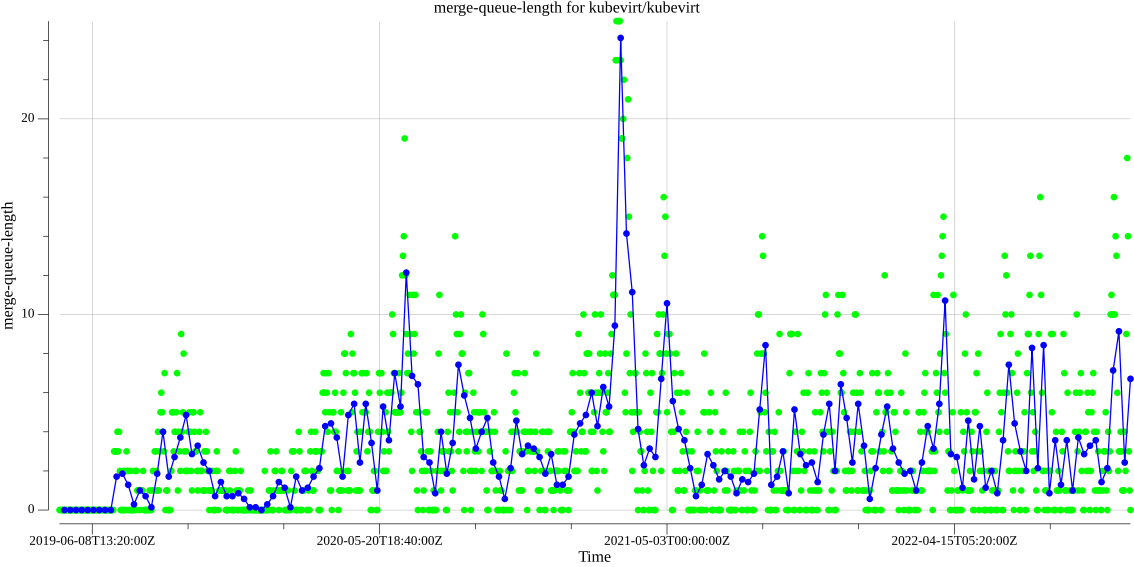 merge-queue-length for kubevirt/kubevirt
20
10
0
merge-queue-length
2019-06-08T13:20:00Z
2020-05-20T18:40:00Z
2021-05-03T00:00:00Z
2022-04-15T05:20:00Z
Time